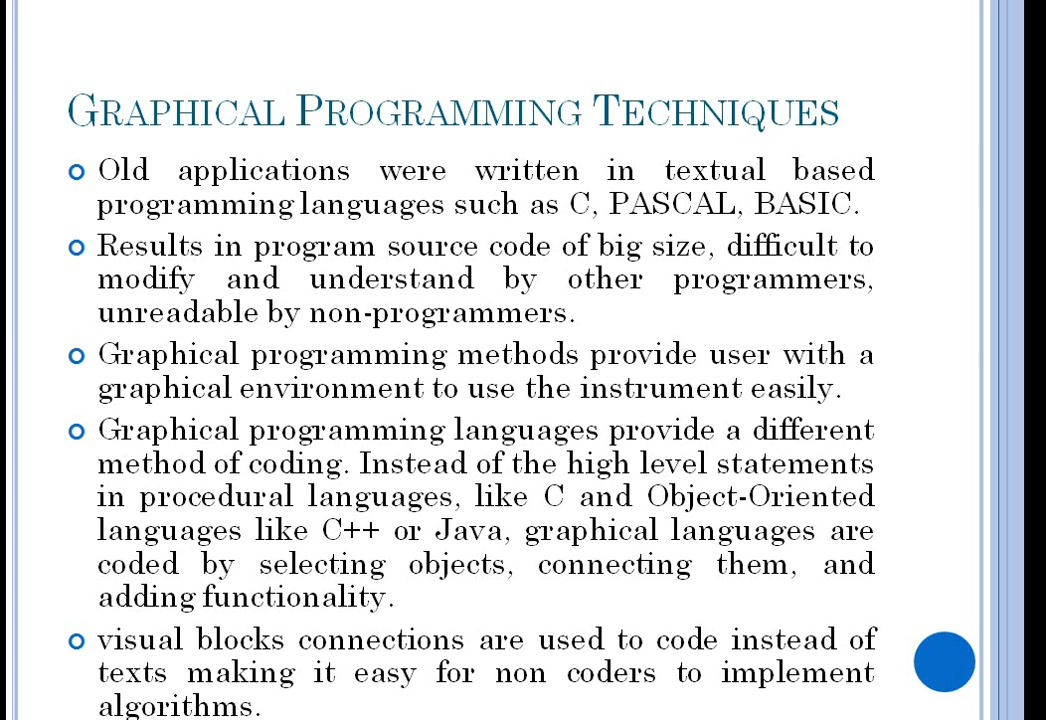 GRAPHICAL PROGRAMMING TECHNIQUES
Old applications were written in textual based
programming languages such as C, PASCAL, BASIC.
Results in program source code of big size, difficult to
modify and understand by other programmers,
unreadable by non-programmers.
Graphical programming methods provide user with a
graphical environment to use the instrument easily.
Graphical programming languages provide a different
method of coding. Instead of the high level statements
in procedural languages, like C and Object-Oriented
languages like C++ or Java, graphical languages are
coded by selecting objects, connecting them, and
adding functionality.
visual blocks connections are used to code instead of
texts making it easy for non coders to implement
algorithms.